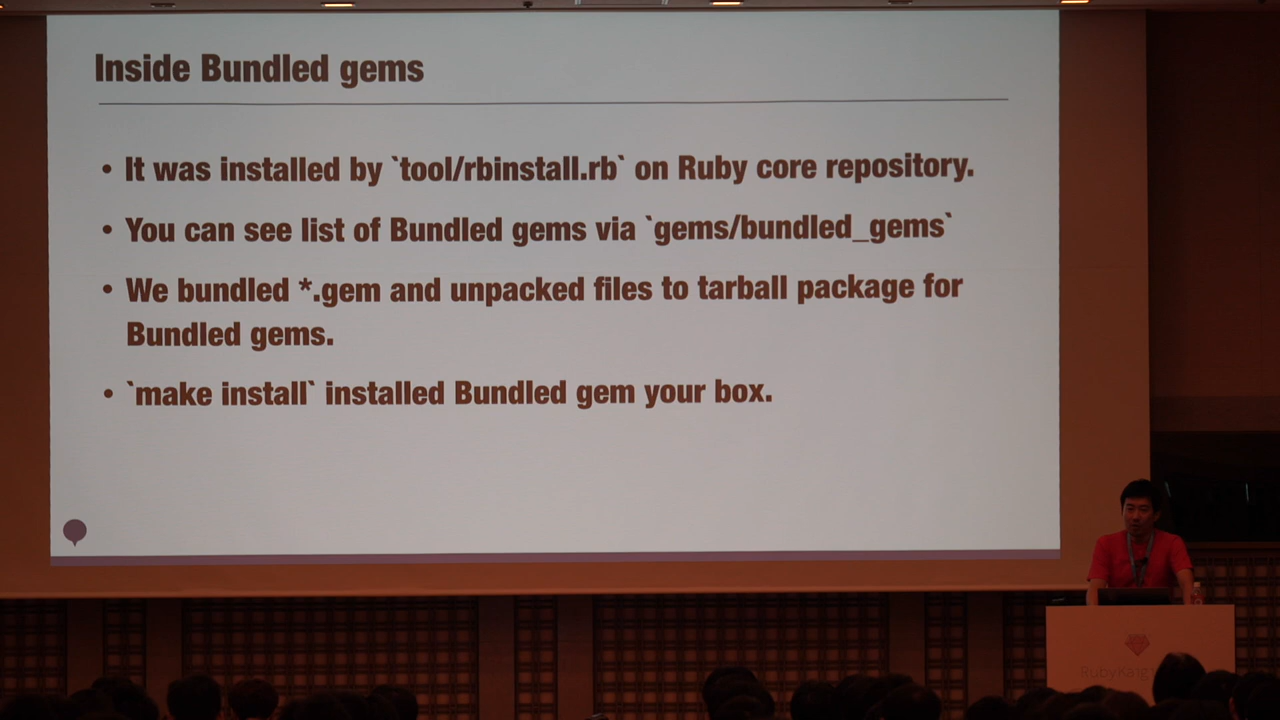 Inside Bundled gems
• It was installed by `tool/rbinstall.rb` on Ruby core repository.
• You can see list of Bundled gems via `gems/bundled_gems`
• We bundled *.gem and unpacked files to tarball package for
Bundled gems.
• `make install` installed Bundled gem your box.